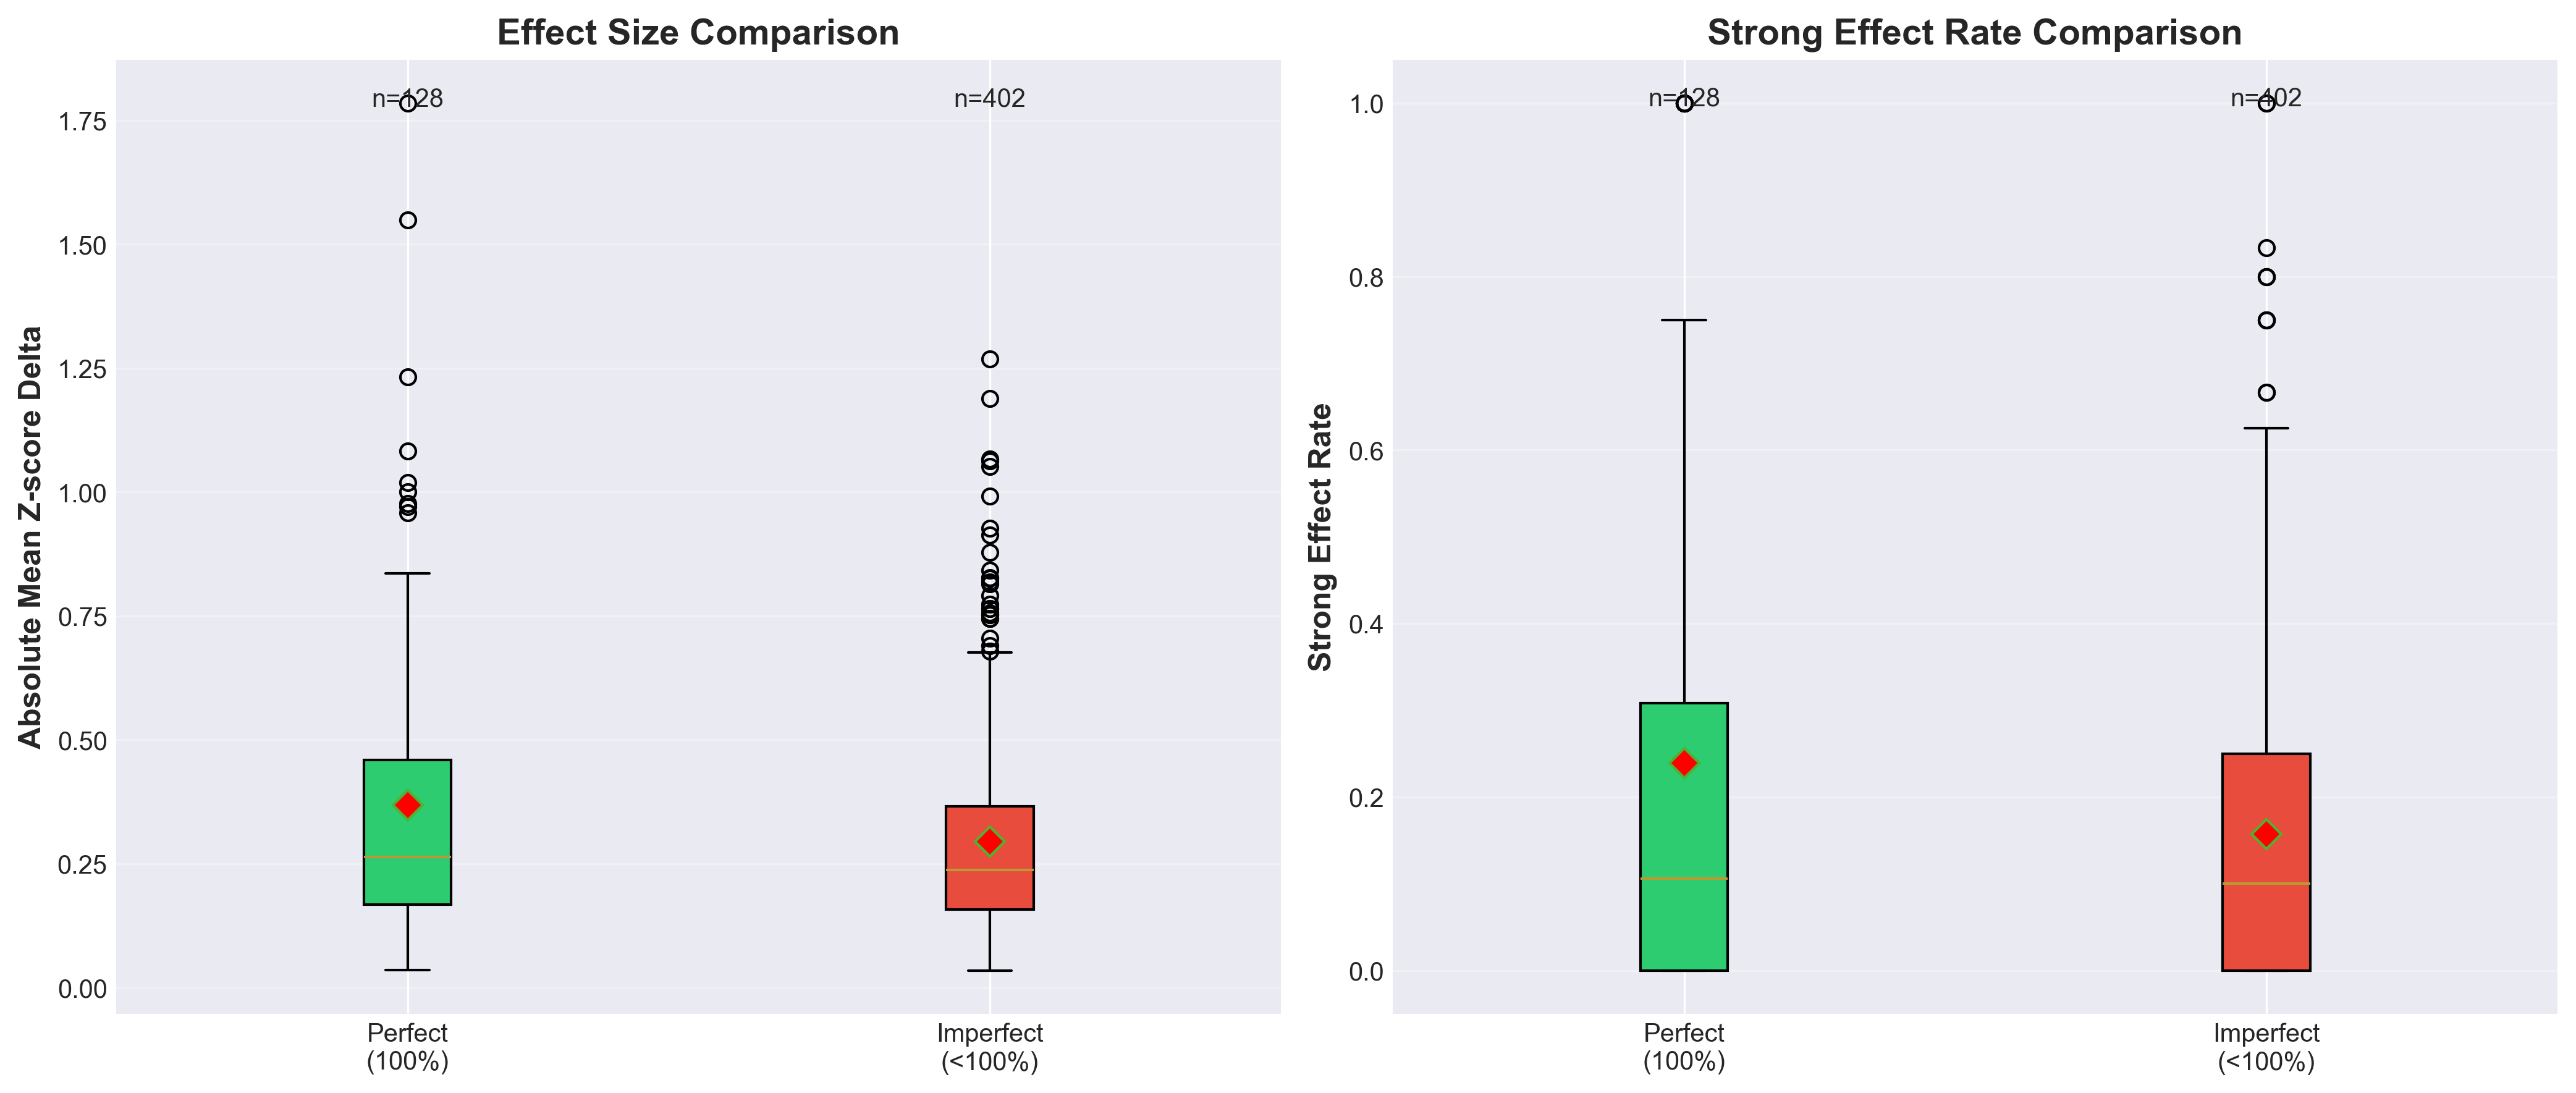 Effect Size Comparison
Absolute Mean Z-score Delta
1.75
1.50
1.25
1.00
0.75
0.50
0.25
0.00
n=128
n=402
Perfect
(100%)
Imperfect
(<100%)
Strong Effect Rate Comparison
Strong Effect Rate
1.0
0.8
0.6
0.4
0.2
0.0
n=128
n=402
Perfect
(100%)
Imperfect
(<100%)